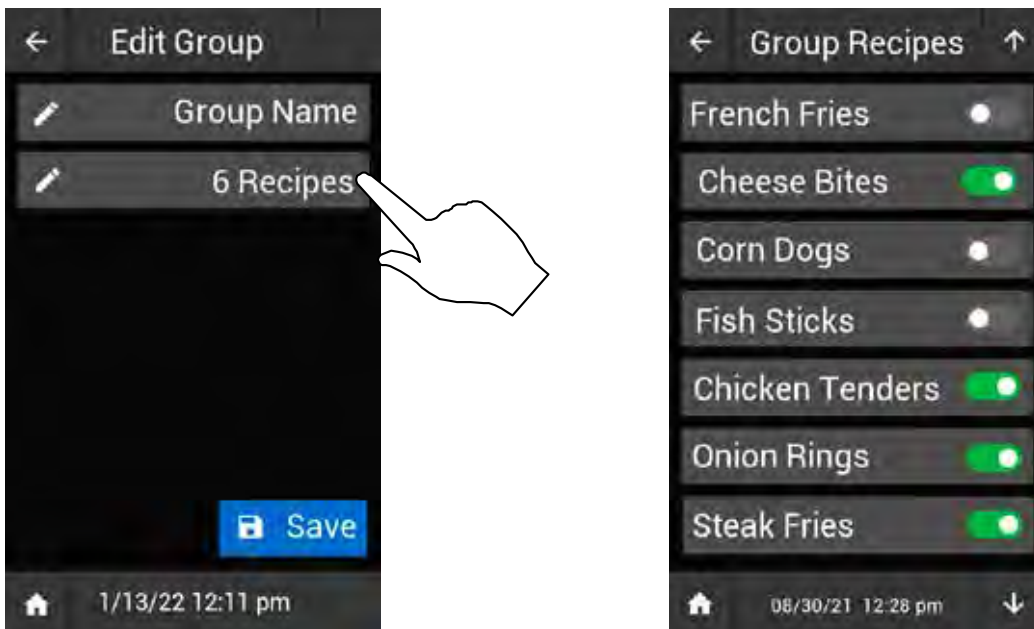 Edit Group
Group Name
6 Recipes
Save
1/13/22 12:11 pm
Group Recipes
French Fries
Cheese Bites
Corn Dogs
Fish Sticks
Chicken Tenders
Onion Rings
Steak Fries
08/30/21 12:28 pm